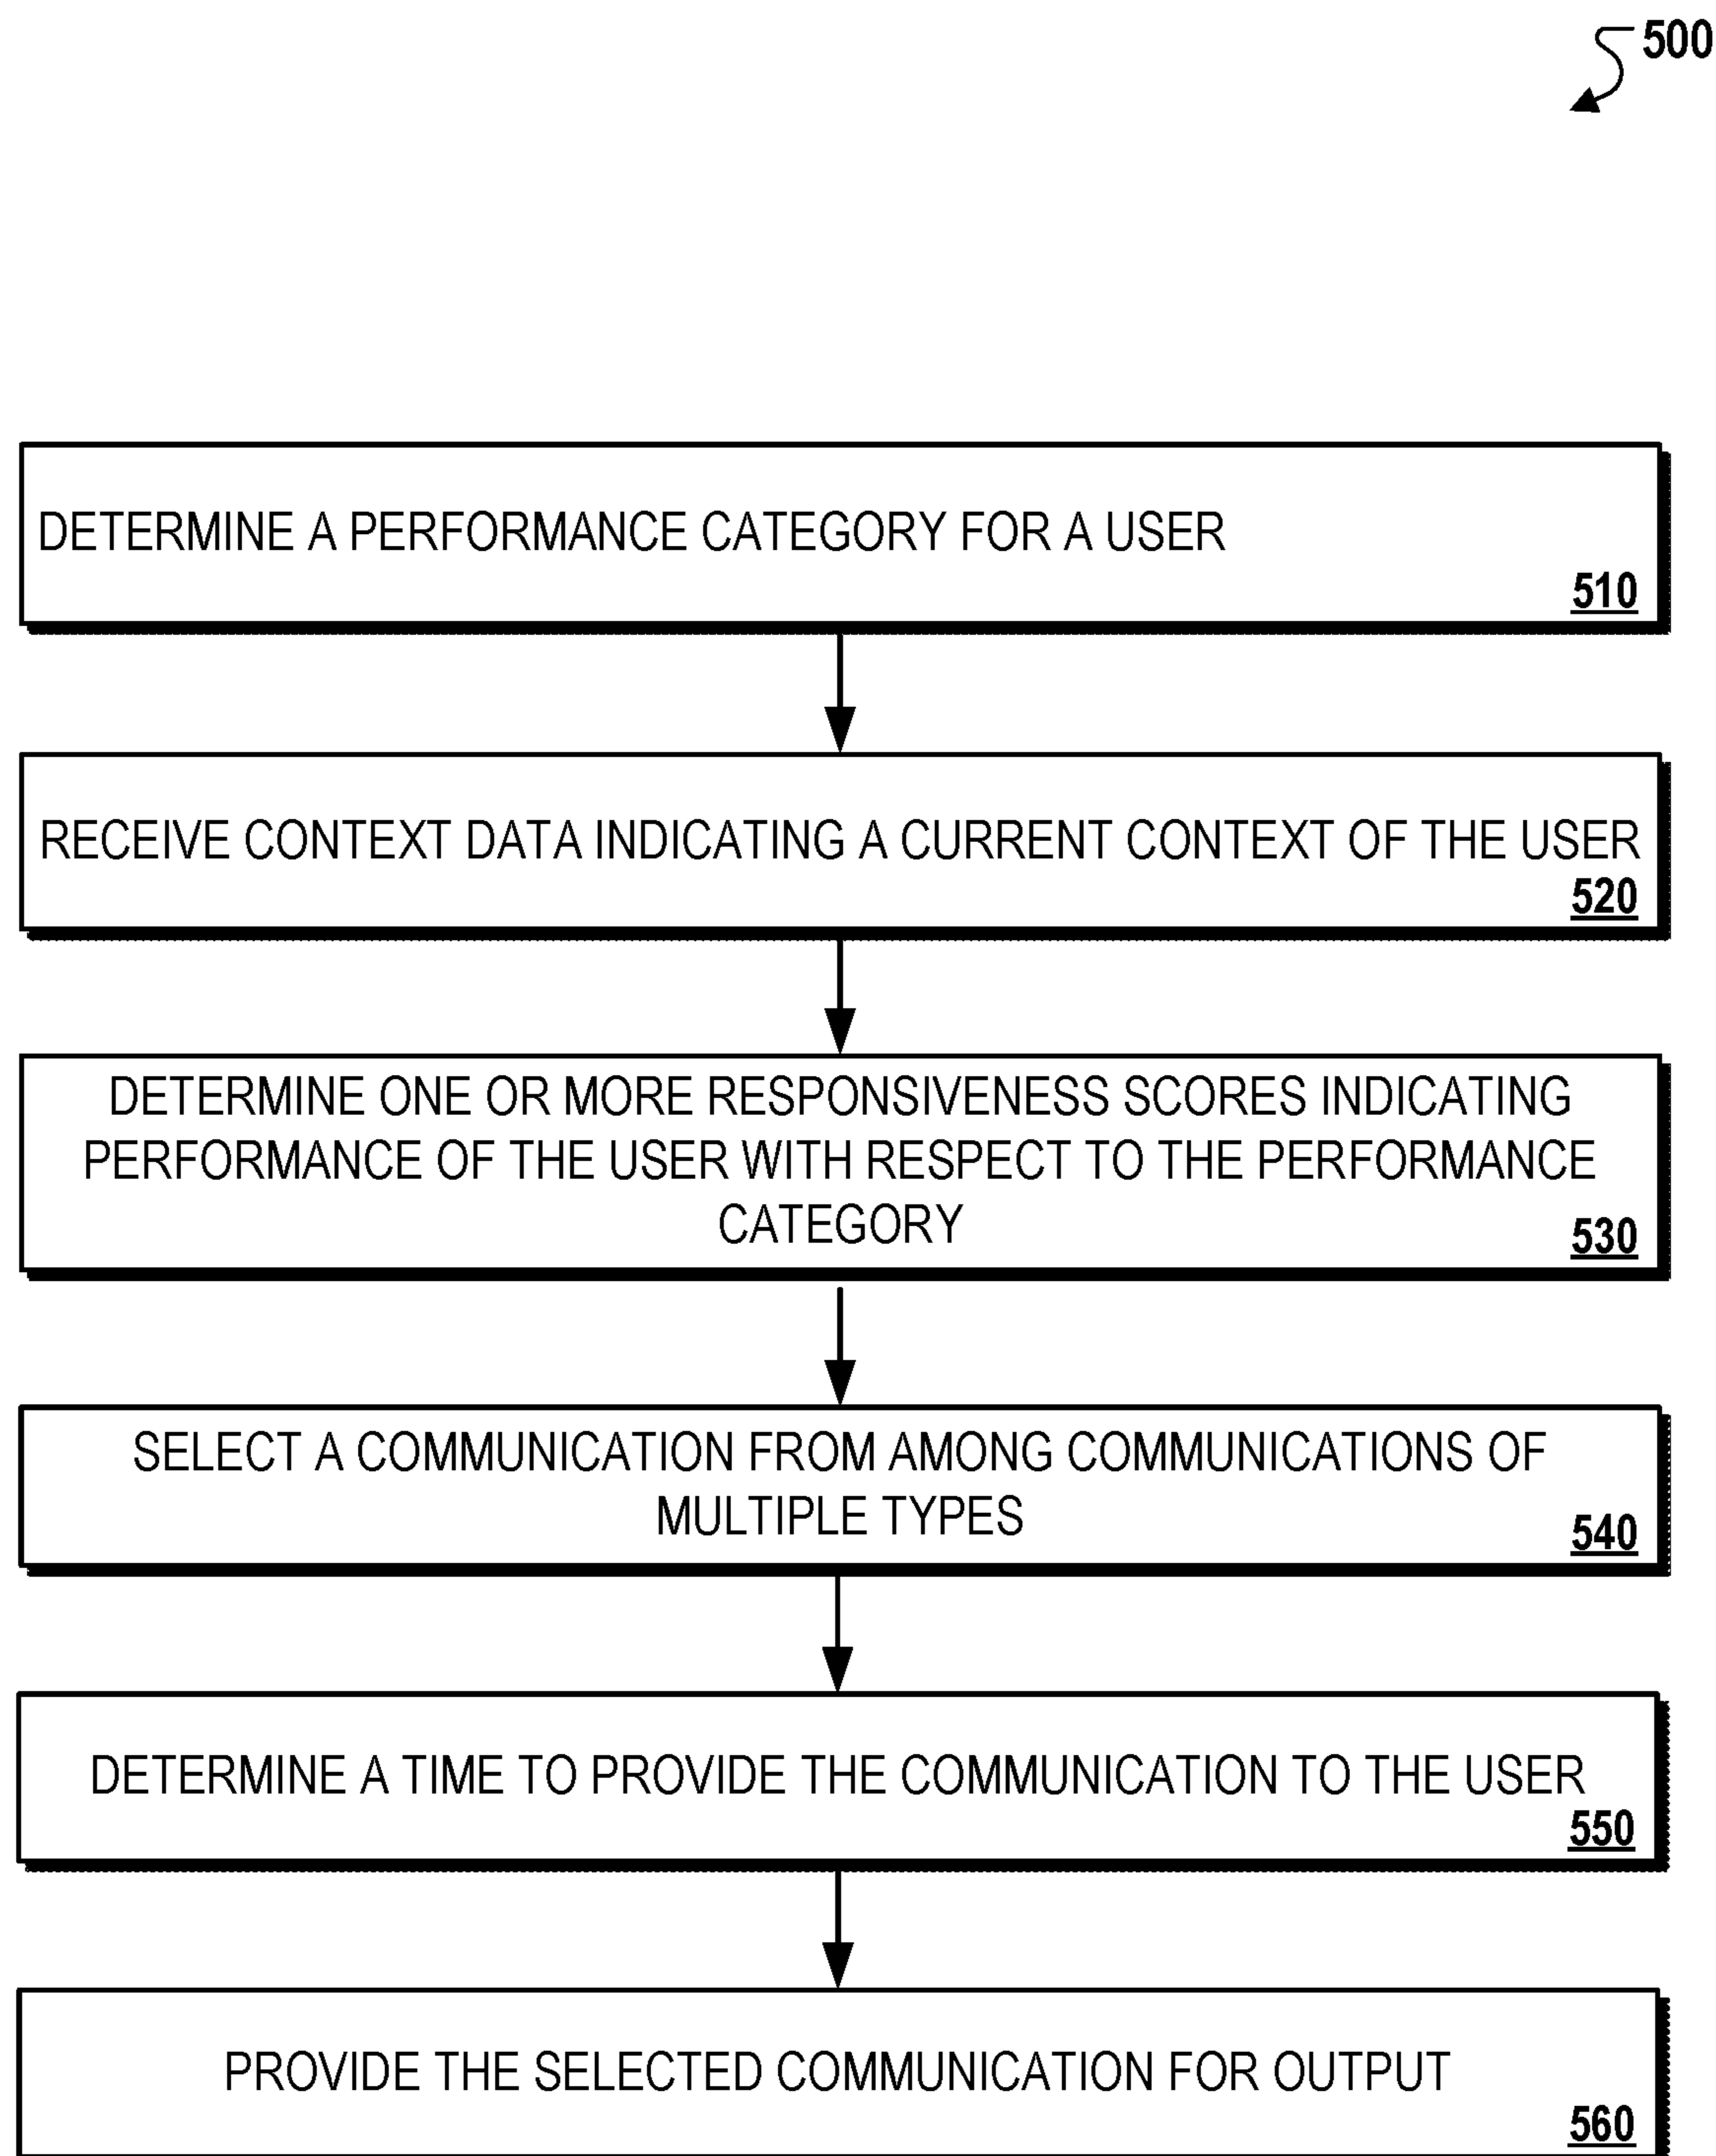 500
DETERMINE A PERFORMANCE CATEGORY FOR A USER
510
RECEIVE CONTEXT DATA INDICATING A CURRENT CONTEXT OF THE USER
520
DETERMINE ONE OR MORE RESPONSIVENESS SCORES INDICATING
PERFORMANCE OF THE USER WITH RESPECT TO THE PERFORMANCE
CATEGORY
530
SELECT A COMMUNICATION FROM AMONG COMMUNICATIONS OF
MULTIPLE TYPES
540
DETERMINE A TIME TO PROVIDE THE COMMUNICATION TO THE USER
550
PROVIDE THE SELECTED COMMUNICATION FOR OUTPUT
560